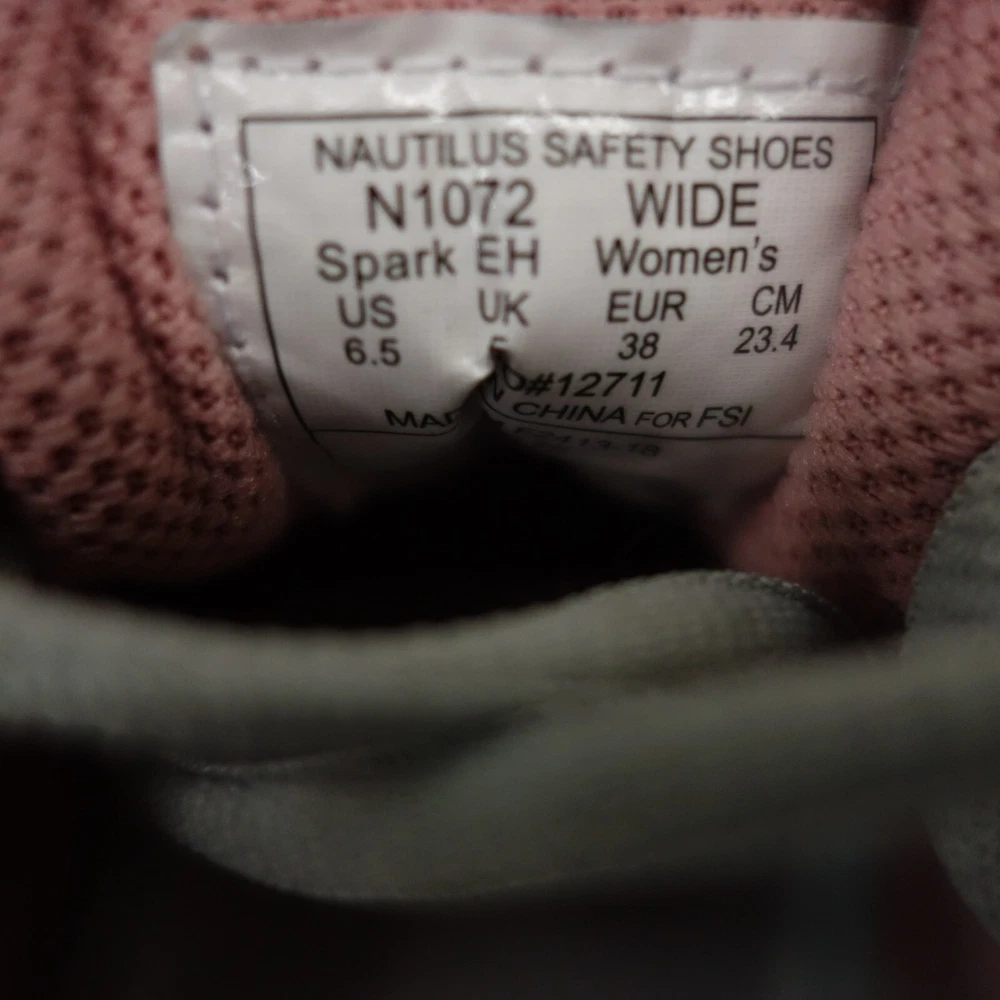 NAUTILUS SAFETY SHOES
N1072 WIDE
Spark EH Women's
US UK EUR CM
6.5 38 23.4
#12711
CHINA FOR FSI